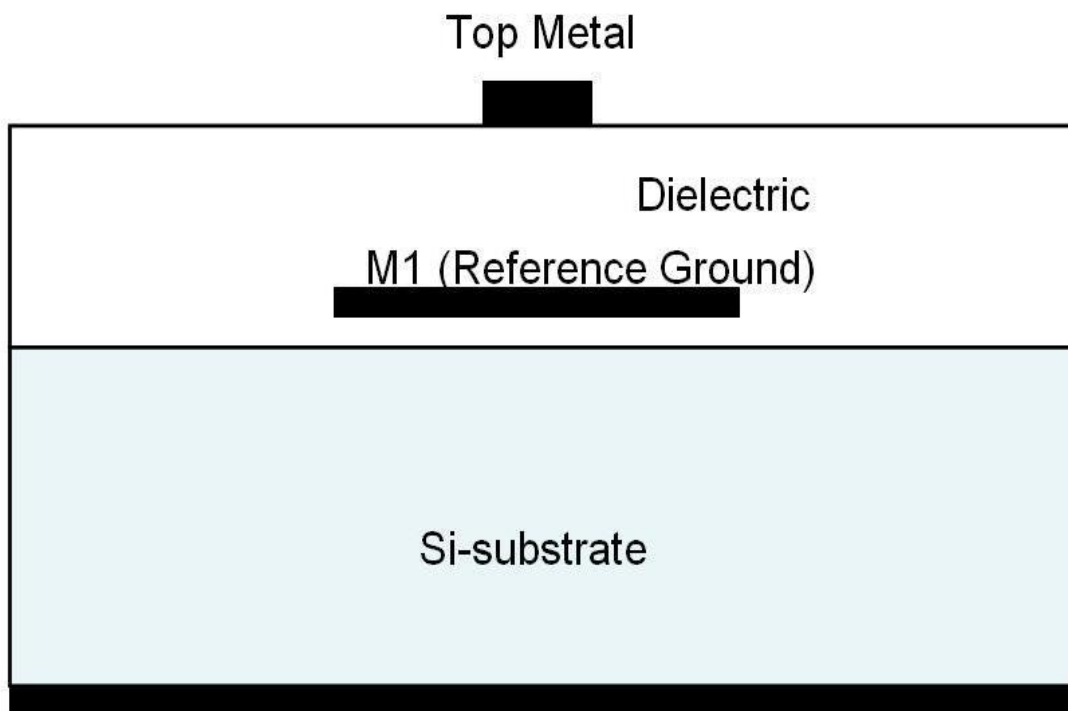 Top Metal
Dielectric
M1 (Reference Ground)
Si-substrate